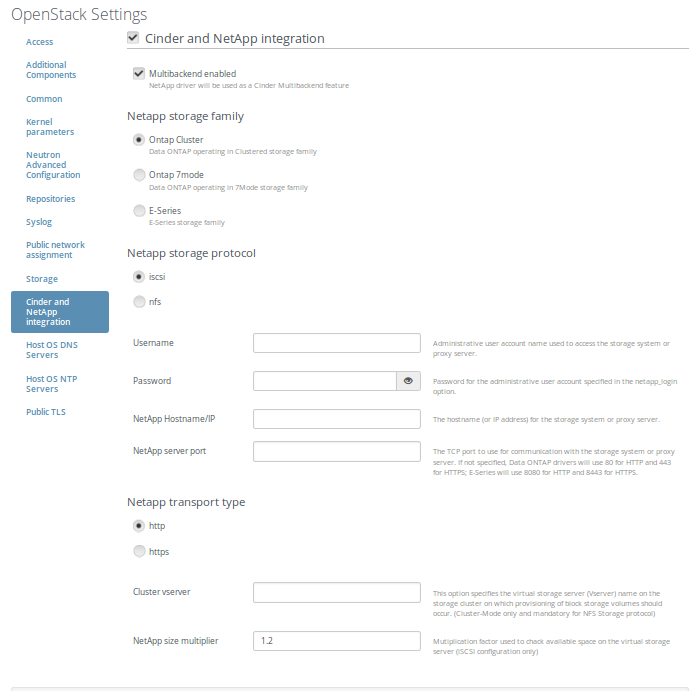 OpenStack Settings
Access
Additional
Components
Common
Kernel
parameters
Neutron
Advanced
Configuration
Repositories
Syslog
Public network
assignment
Storage
Cinder and
NetApp
integration
Host OS DNS
Servers
Host OS NTP
Servers
Public TLS
Cinder and NetApp integration
Multibackend enabled
NetApp driver will be used as a Cinder Multibackend feature
Netapp storage family
Ontap Cluster
Data ONTAP operating in Clustered storage family
Ontap 7mode
Data ONTAP operating in 7Mode storage family
E-Series
E-Series storage family
Netapp storage protocol
iscsi
nfs
Username
Administrative user account name used to access the storage system or
proxy server.
Password
Password for the administrative user account specified in the netapp_login
option.
NetApp Hostname/IP
The hostname (or IP address) for the storage system or proxy server.
NetApp server port
The TCP port to use for communication with the storage system or proxy
server. If not specified, Data ONTAP drivers will use 80 for HTTP and 443
for HTTPS; E-Series will use 8080 for HTTP and 8443 for HTTPS.
Netapp transport type
http
https
Cluster vserver
This option specifies the virtual storage server (Vserver) name on the
storage cluster on which provisioning of block storage volumes should
occur. (Cluster-Mode only and mandatory for NFS Storage protocol)
NetApp size multiplier
1.2
Mutiplication factor used to chack available space on the virtual storage
server (iSCSI configuration only)